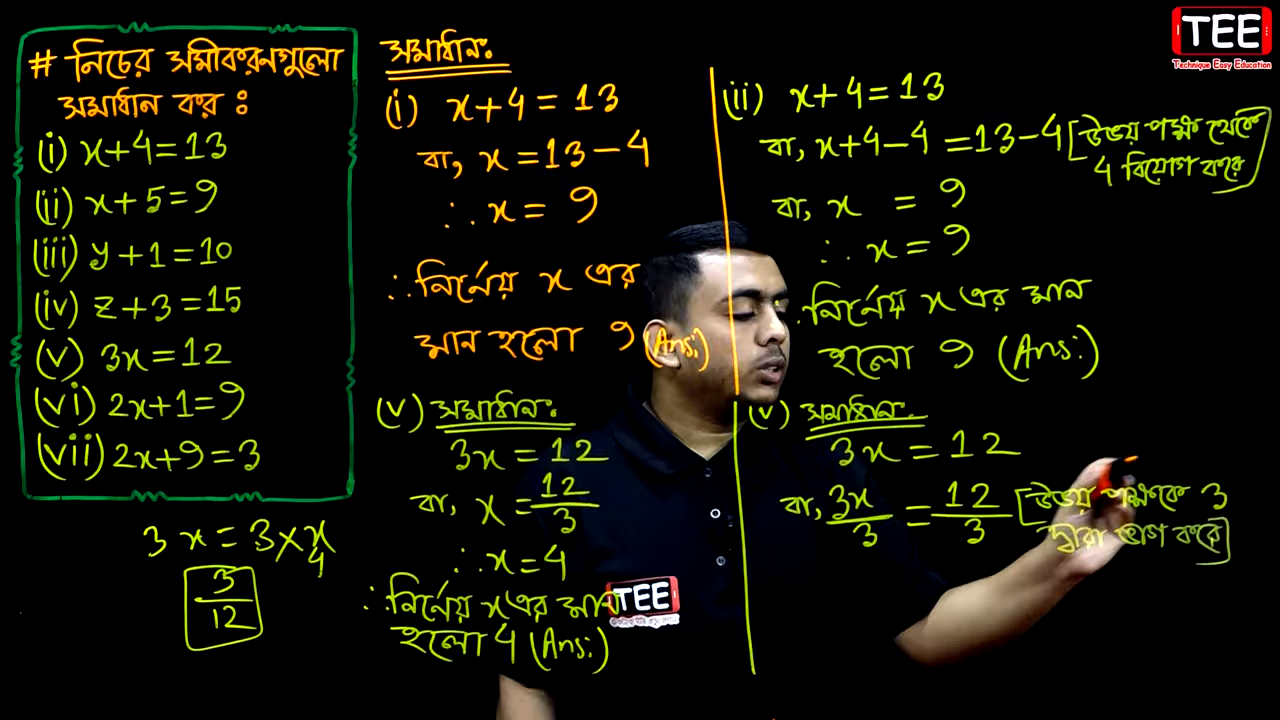 # নিচের সমীকরণগুলো
সমাধান কর :
(i) x+4=13
(ii) x+5=9
(iii) y+1=10
(iv) z+3=15
(v) 3x=12
(vi) 2x+1=9
(vii) 2x+9=3
3x = 3×x
4
3
12
সমাধান:
(i) x+4 = 13
বা, x = 13-4
∴ x = 9
∴ নির্নেয় x এর
মান হলো 9 (Ans:)
(v) সমাধান:
3x = 12
বা, x = 12/3
∴ x = 4
∴ নির্নেয় x এর মান
হলো 4 (Ans:)
(ii) x+4=13
বা, x+4-4 = 13-4 [উভয় পক্ষ থেকে
4 বিয়োগ করে]
বা, x = 9
∴ x = 9
∴ নির্নেয় x এর মান
হলো 9 (Ans:)
(v) সমাধান:
3x = 12
বা, 3x/3 = 12/3 [উভয় পক্ষকে 3
দ্বারা ভাগ করে]
TEE
Technique Easy Education
TEE